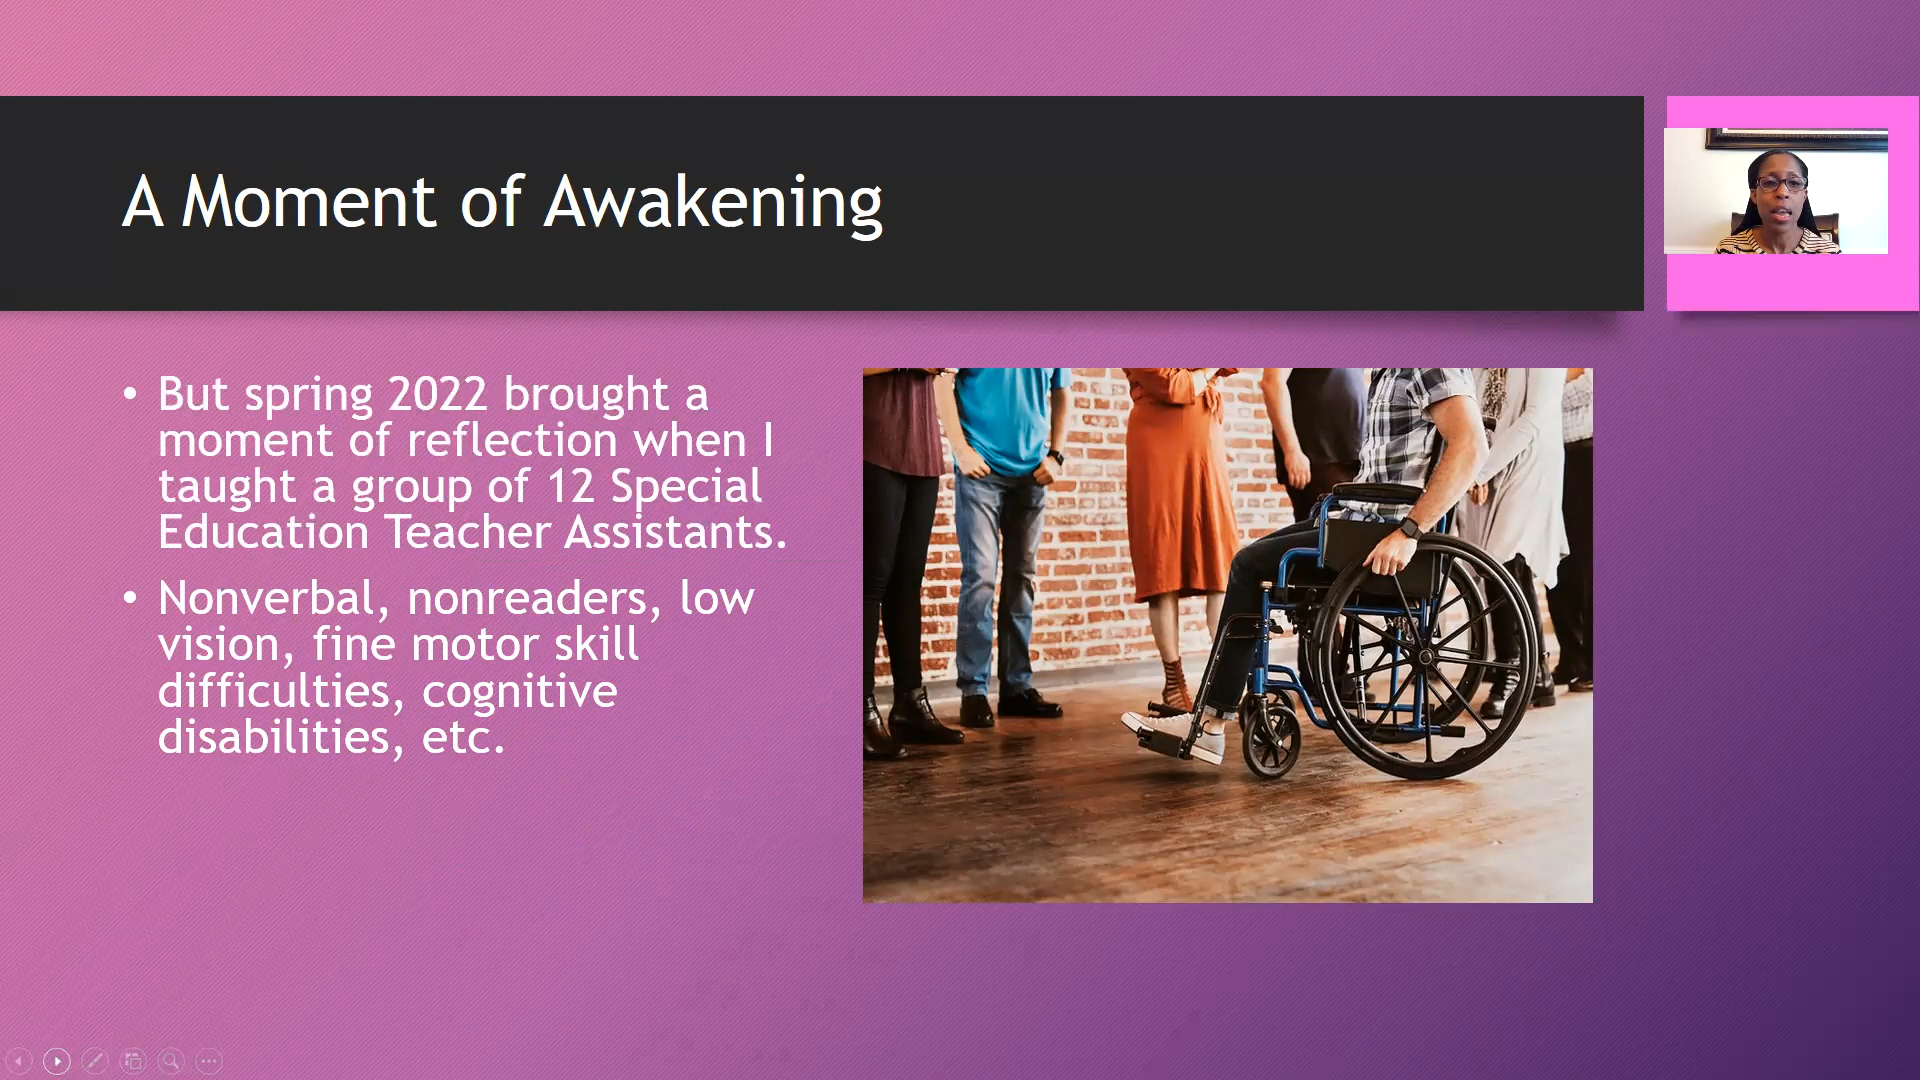 A Moment of Awakening
• But spring 2022 brought a
moment of reflection when I
taught a group of 12 Special
Education Teacher Assistants.
• Nonverbal, nonreaders, low
vision, fine motor skill
difficulties, cognitive
disabilities, etc.